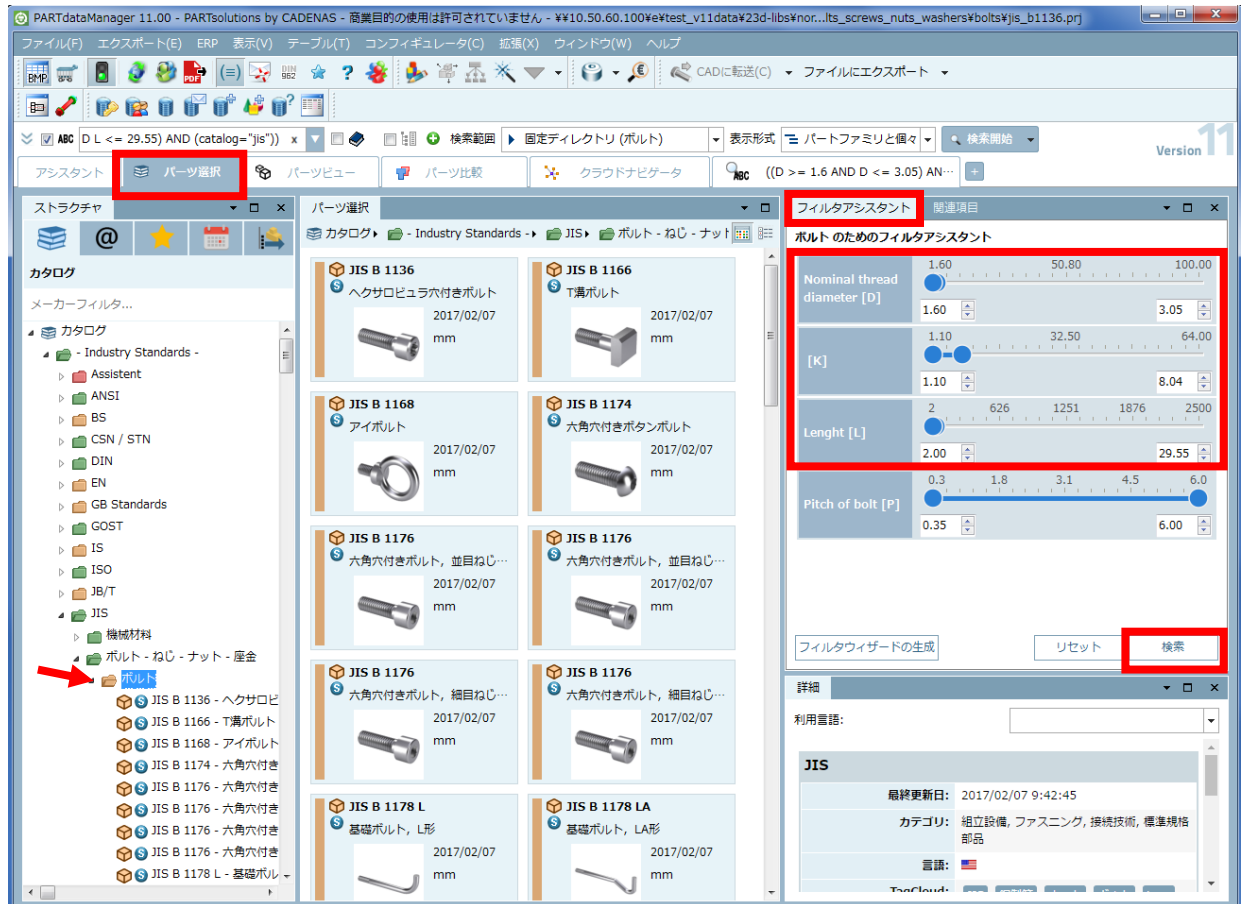 PARTdataManager 11.00 - PARTsolutions by CADENAS - 商業目的の使用は許可されていません - ¥¥10.50.60.100¥e¥test_v11data¥23d-libs¥nor...lts_screws_nuts_washers¥bolts¥jis_b1136.prj
ファイル(F) エクスポート(E) ERP 表示(V) テーブル(T) コンフィギュレータ(C) 拡張(X) ウィンドウ(W) ヘルプ
BMP PDF (=) DIN 962 ? CADに転送(C) ファイルにエクスポート
ABC D L <= 29.55) AND (catalog="jis")) x 検索範囲 固定ディレクトリ (ボルト) 表示形式 パートファミリと個々 検索開始
Version 11
アシスタント パーツ選択 パーツビュー パーツ比較 クラウドナビゲータ ABC ((D >= 1.6 AND D <= 3.05) AN… +
ストラクチャ
@
カタログ
メーカーフィルタ...
カタログ
- Industry Standards -
Assistent
ANSI
BS
CSN / STN
DIN
EN
GB Standards
GOST
IS
ISO
JB/T
JIS
機械材料
ボルト - ねじ - ナット - 座金
ボルト
JIS B 1136 - ヘクサロビ
JIS B 1166 - T溝ボルト
JIS B 1168 - アイボルト
JIS B 1174 - 六角穴付き
JIS B 1176 - 六角穴付き
JIS B 1176 - 六角穴付き
JIS B 1176 - 六角穴付き
JIS B 1176 - 六角穴付き
JIS B 1178 L - 基礎ボル
パーツ選択
カタログ - Industry Standards - JIS ボルト - ねじ - ナット
JIS B 1136
ヘクサロビュラ穴付きボルト
2017/02/07
mm
JIS B 1166
T溝ボルト
2017/02/07
mm
JIS B 1168
アイボルト
2017/02/07
mm
JIS B 1174
六角穴付きボタンボルト
2017/02/07
mm
JIS B 1176
六角穴付きボルト, 並目ねじ…
2017/02/07
mm
JIS B 1176
六角穴付きボルト, 並目ねじ…
2017/02/07
mm
JIS B 1176
六角穴付きボルト, 細目ねじ…
2017/02/07
mm
JIS B 1176
六角穴付きボルト, 細目ねじ…
2017/02/07
mm
JIS B 1178 L
基礎ボルト, L形
2017/02/07
mm
JIS B 1178 LA
基礎ボルト, LA形
2017/02/07
mm
フィルタアシスタント 関連項目
ボルト のためのフィルタアシスタント
Nominal thread
diameter [D]
1.60 50.80 100.00
1.60 3.05
[K]
1.10 32.50 64.00
1.10 8.04
Lenght [L]
2 626 1251 1876 2500
2.00 29.55
Pitch of bolt [P]
0.3 1.8 3.1 4.5 6.0
0.35 6.00
フィルタウィザードの生成 リセット 検索
詳細
利用言語:
JIS
最終更新日: 2017/02/07 9:42:45
カテゴリ: 組立設備, ファスニング, 接続技術, 標準規格
部品
言語:
TagCloud: